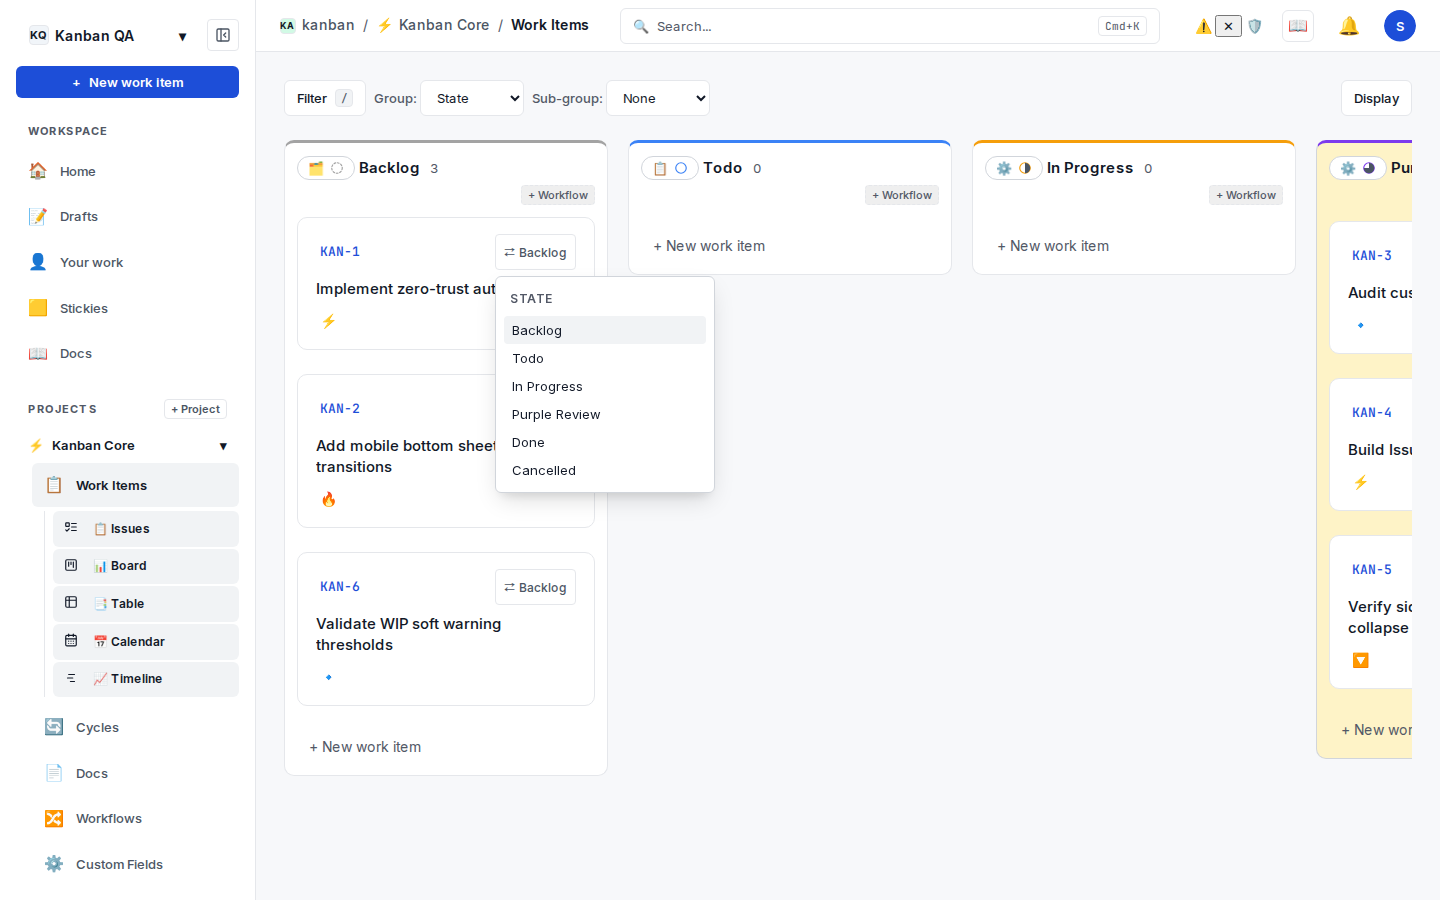 KQ Kanban QA ▾
+ New work item
WORKSPACE
Home
Drafts
Your work
Stickies
Docs
PROJECTS + Project
Kanban Core ▾
Work Items
Issues
Board
Table
Calendar
Timeline
Cycles
Docs
Workflows
Custom Fields
KA kanban / Kanban Core / Work Items
Search... Cmd+K
✕
S
Filter / Group: State Sub-group: None Display
Backlog 3
+ Workflow
KAN-1 ⇄ Backlog
Implement zero-trust aut
STATE
Backlog
Todo
In Progress
Purple Review
Done
Cancelled
KAN-2
Add mobile bottom sheet
transitions
KAN-6 ⇄ Backlog
Validate WIP soft warning
thresholds
+ New work item
Todo 0
+ Workflow
+ New work item
In Progress 0
+ Workflow
+ New work item
Pur
KAN-3
Audit cus
KAN-4
Build Issu
KAN-5
Verify sid
collapse
+ New wor